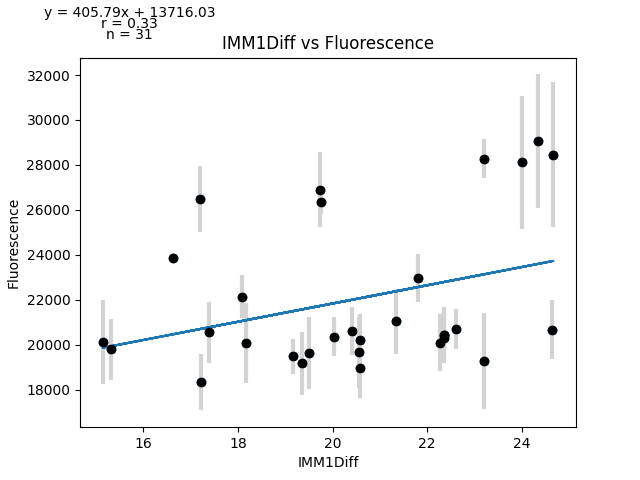 y = 405.79x + 13716.03
r = 0.33
n = 31
IMM1Diff vs Fluorescence
32000
30000
28000
26000
24000
22000
20000
18000
Fluorescence
16
18
20
22
24
IMM1Diff